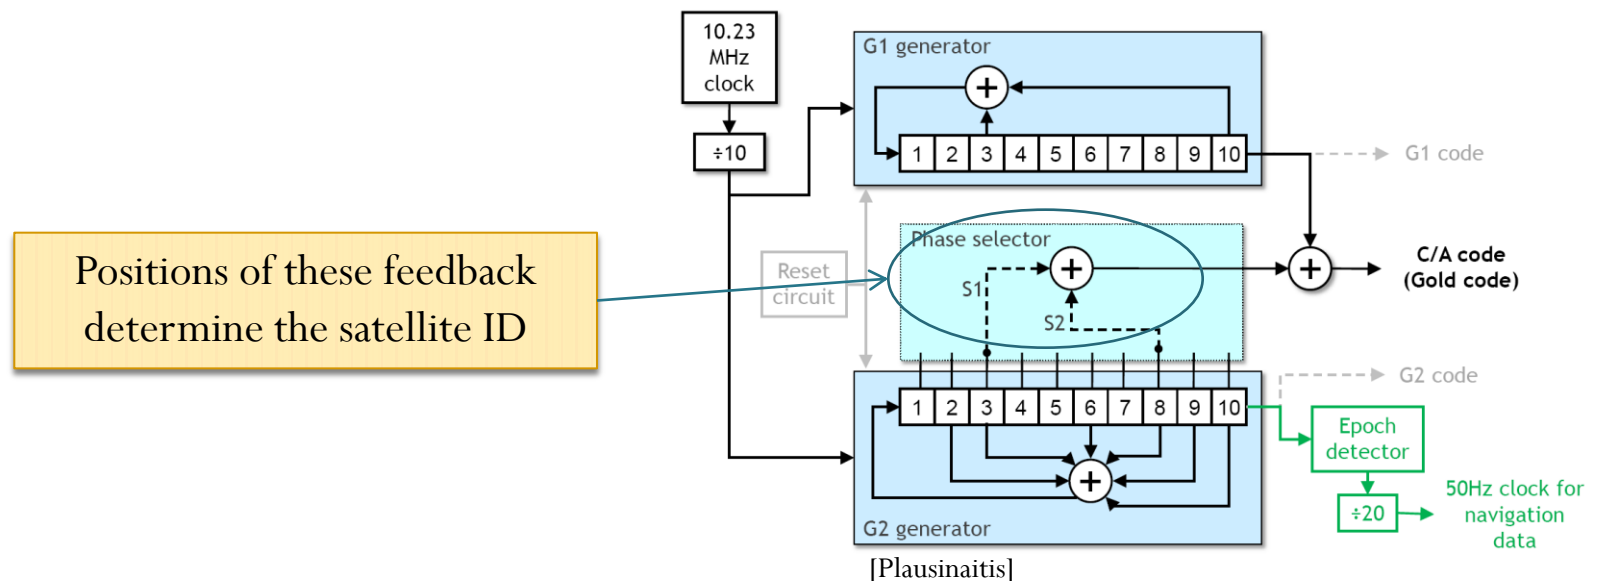 10.23
MHz
clock
÷10
G1 generator
+
1 2 3 4 5 6 7 8 9 10
G1 code
Positions of these feedback
determine the satellite ID
Reset
circuit
Phase selector
S1
+
S2
+
C/A code
(Gold code)
1 2 3 4 5 6 7 8 9 10
+
G2 generator
G2 code
Epoch
detector
÷20
50Hz clock for
navigation
data
[Plausinaitis]